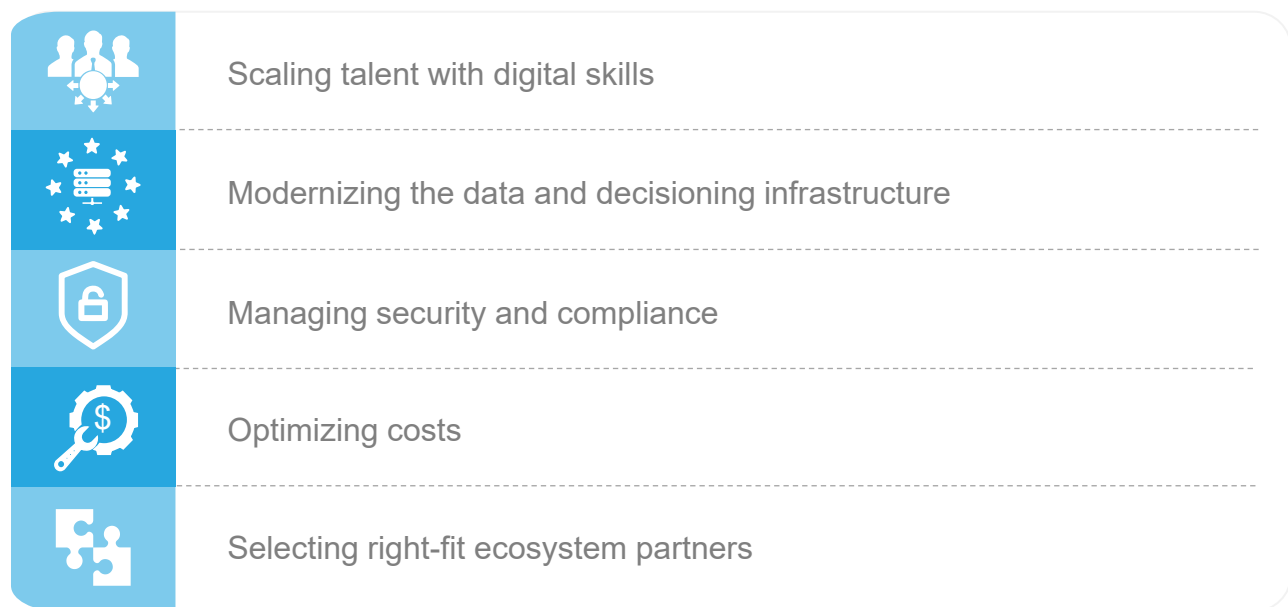 Scaling talent with digital skills
Modernizing the data and decisioning infrastructure
Managing security and compliance
$
Optimizing costs
Selecting right-fit ecosystem partners